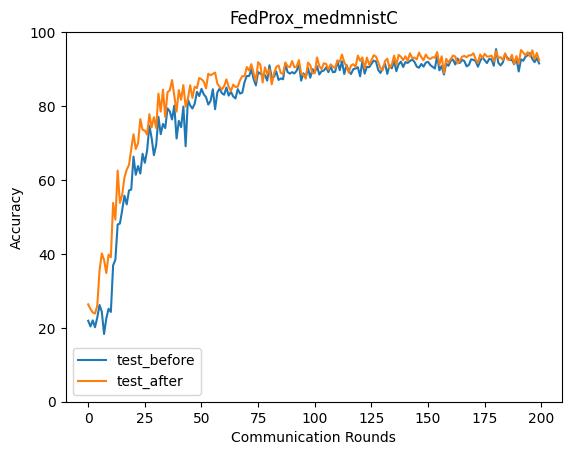 FedProx_medmnistC
100
80
60
40
20
0
Accuracy
test_before
test_after
0 25 50 75 100 125 150 175 200
Communication Rounds